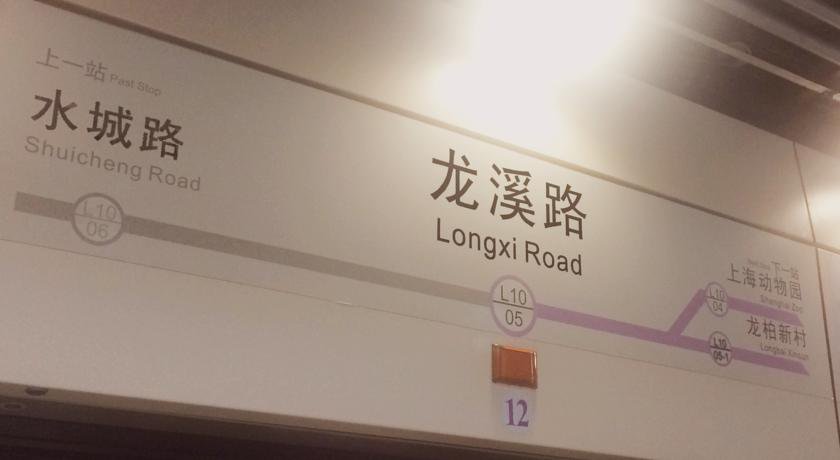 上一站 Past Stop
水城路
Shuicheng Road
L10
06
龙溪路
Longxi Road
L10
05
12
Next Stop 下一站
上海动物园
Shanghai Zoo
L10
04
龙柏新村
Longbai Xincun
L10
05-1